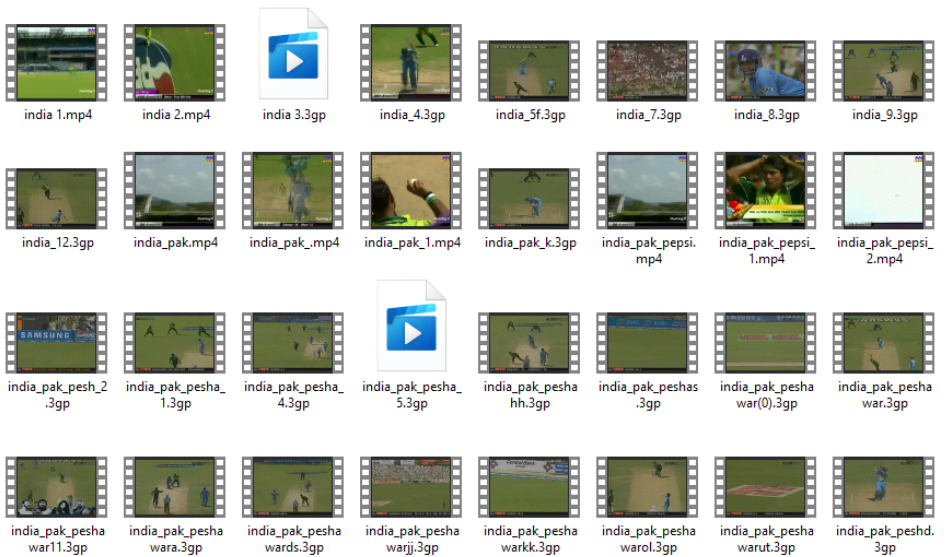 india 1.mp4
india 2.mp4
india 3.3gp
india_4.3gp
india_5f.3gp
india_7.3gp
india_8.3gp
india_9.3gp
india_12.3gp
india_pak.mp4
india_pak_.mp4
india_pak_1.mp4
india_pak_k.3gp
india_pak_pepsi.
mp4
india_pak_pepsi_
1.mp4
india_pak_pepsi_
2.mp4
SAMSUNG
india_pak_pesh_2
.3gp
india_pak_pesha_
1.3gp
india_pak_pesha_
4.3gp
india_pak_pesha_
5.3gp
india_pak_pesha
hh.3gp
india_pak_peshas
.3gp
india_pak_pesha
war(0).3gp
india_pak_pesha
war.3gp
india_pak_pesha
war11.3gp
india_pak_pesha
wara.3gp
india_pak_pesha
wards.3gp
india_pak_pesha
warjj.3gp
india_pak_pesha
warkk.3gp
india_pak_pesha
warol.3gp
india_pak_pesha
warut.3gp
india_pak_peshd.
3gp